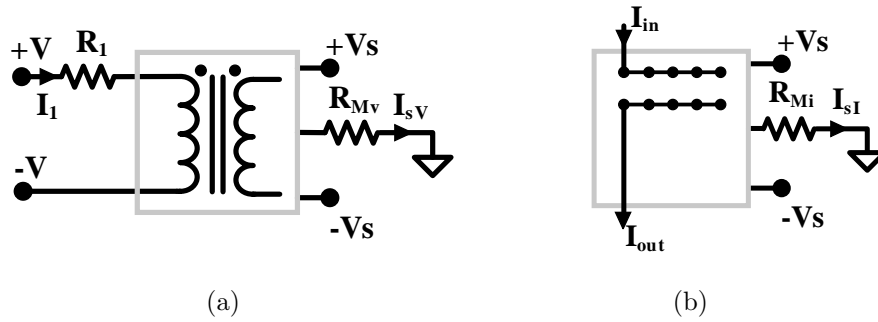 +V
R1
I1
-V
+Vs
RMv
IsV
-Vs
(a)
Iin
+Vs
RMi
IsI
-Vs
Iout
(b)